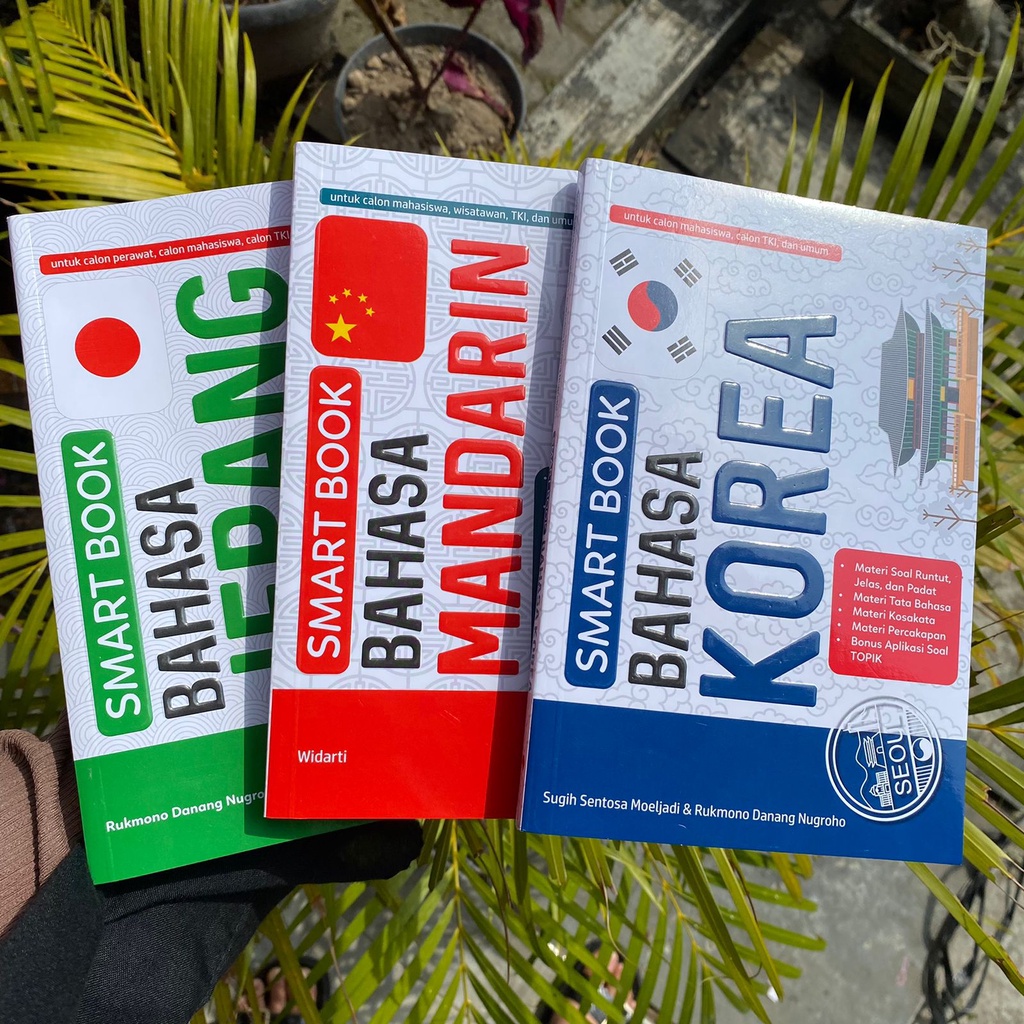 untuk calon perawat, calon mahasiswa, calon TKI
SMART BOOK
BAHASA
JEPANG
Rukmono Danang Nugro
untuk calon mahasiswa, wisatawan, TKI, dan umu
SMART BOOK
BAHASA
MANDARIN
Widarti
untuk calon mahasiswa, calon TKI, dan umum
SMART BOOK
BAHASA
KOREA
• Materi Soal Runtut,
Jelas, dan Padat
• Materi Tata Bahasa
• Materi Kosakata
• Materi Percakapan
• Bonus Aplikasi Soal
TOPIK
SEOUL
Sugih Sentosa Moeljadi & Rukmono Danang Nugroho